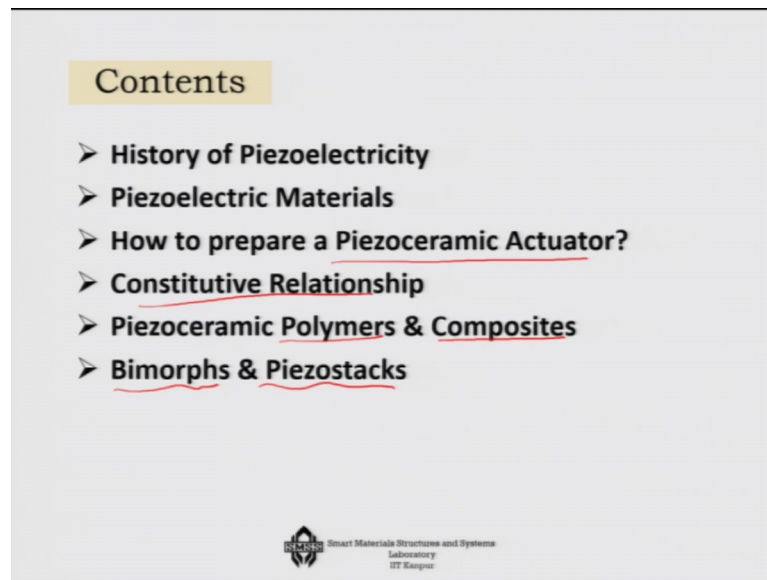 Contents
➢ History of Piezoelectricity
➢ Piezoelectric Materials
➢ How to prepare a Piezoceramic Actuator?
➢ Constitutive Relationship
➢ Piezoceramic Polymers & Composites
➢ Bimorphs & Piezostacks
SMSS
Smart Materials Structures and Systems
Laboratory
IIT Kanpur